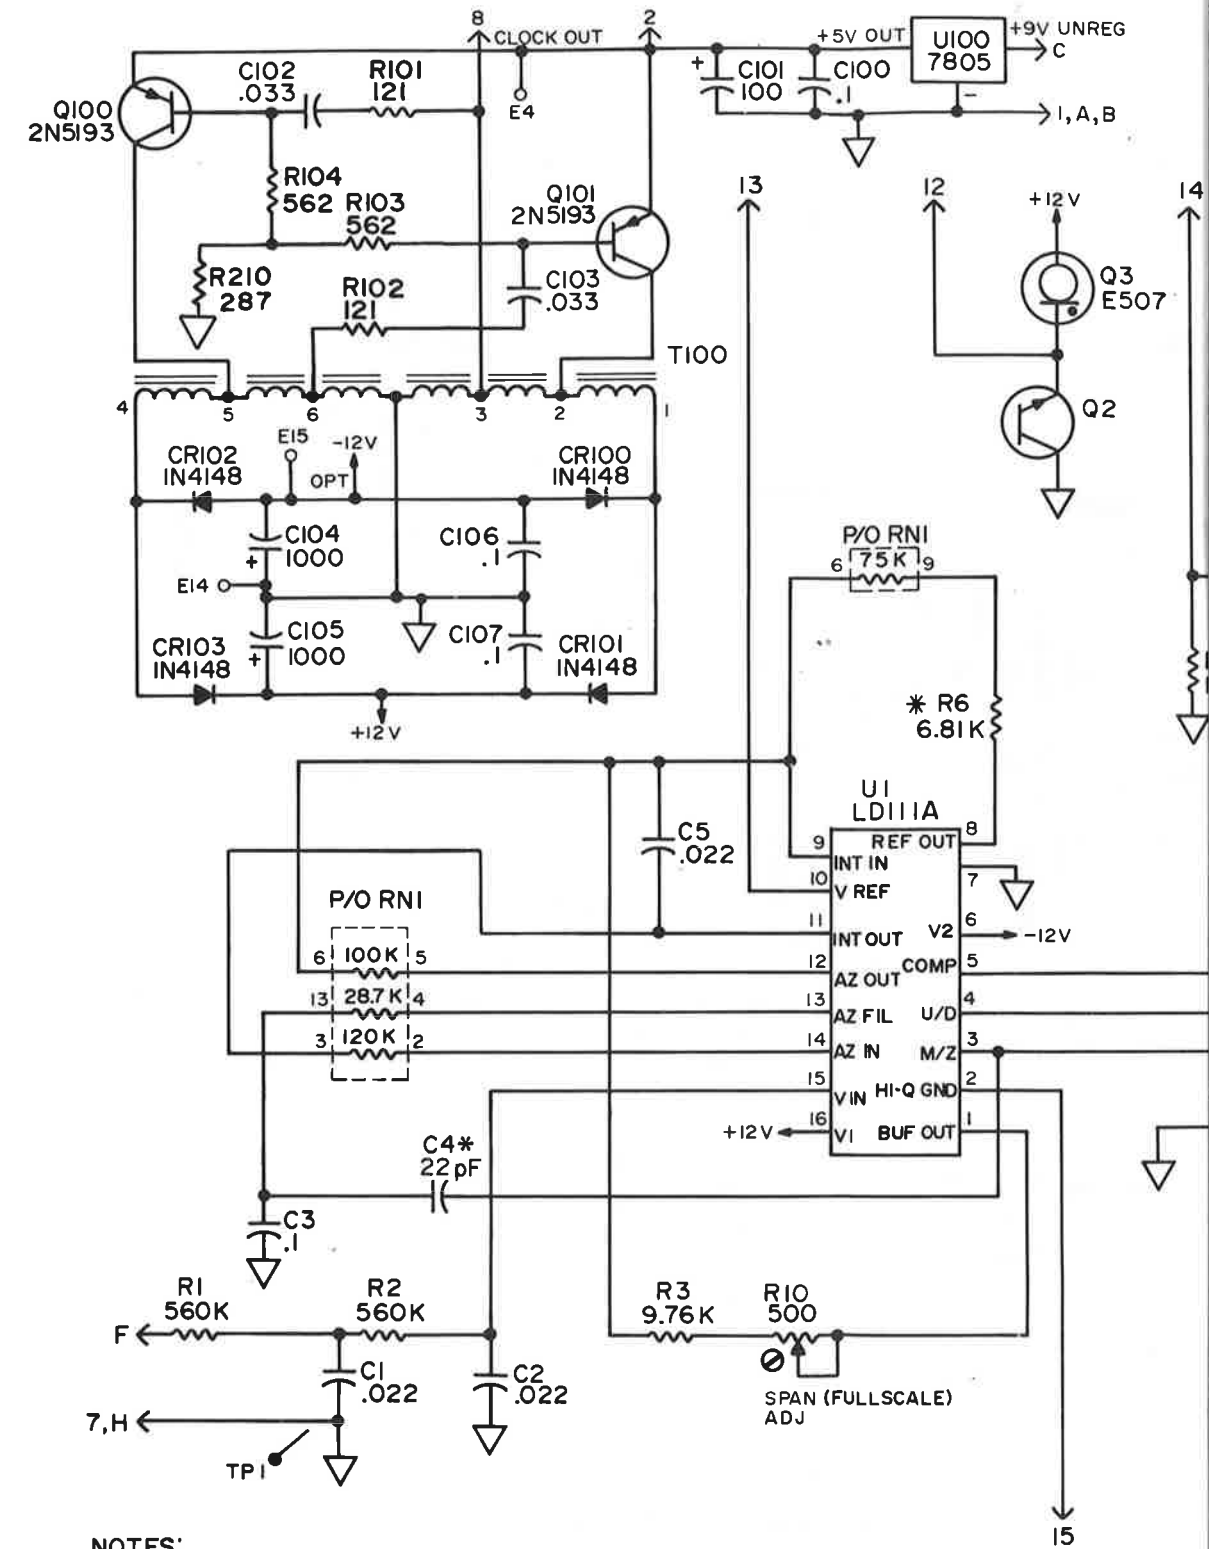 8
CLOCK OUT
2
+5V OUT
U100
7805
+9V UNREG
C
C102
.033
R101
121
+
C101
100
C100
.1
-
1, A, B
Q100
2N5193
E4
R104
562
R103
562
Q101
2N5193
13
12
+12V
14
R210
287
R102
121
C103
.033
Q3
E507
T100
4
5
6
3
2
1
Q2
CR102
1N4148
E15
-12V
OPT
CR100
1N4148
C104
1000
+
C106
.1
P/O RN1
6
75K
9
E14
C105
1000
+
C107
.1
CR103
1N4148
CR101
1N4148
+12V
* R6
6.81K
U1
LD111A
C5
.022
9
INT IN
REF OUT
8
10
V REF
7
P/O RN1
11
INT OUT
V2
6
-12V
6
100K
5
12
AZ OUT
COMP
5
13
28.7K
4
13
AZ FIL
U/D
4
3
120K
2
14
AZ IN
M/Z
3
15
VIN
HI-Q GND
2
+12V
16
V1
BUF OUT
1
C4*
22pF
C3
.1
R1
560K
R2
560K
R3
9.76K
R10
500
F
C1
.022
C2
.022
SPAN (FULLSCALE)
ADJ
7, H
TP1
15
NOTES: